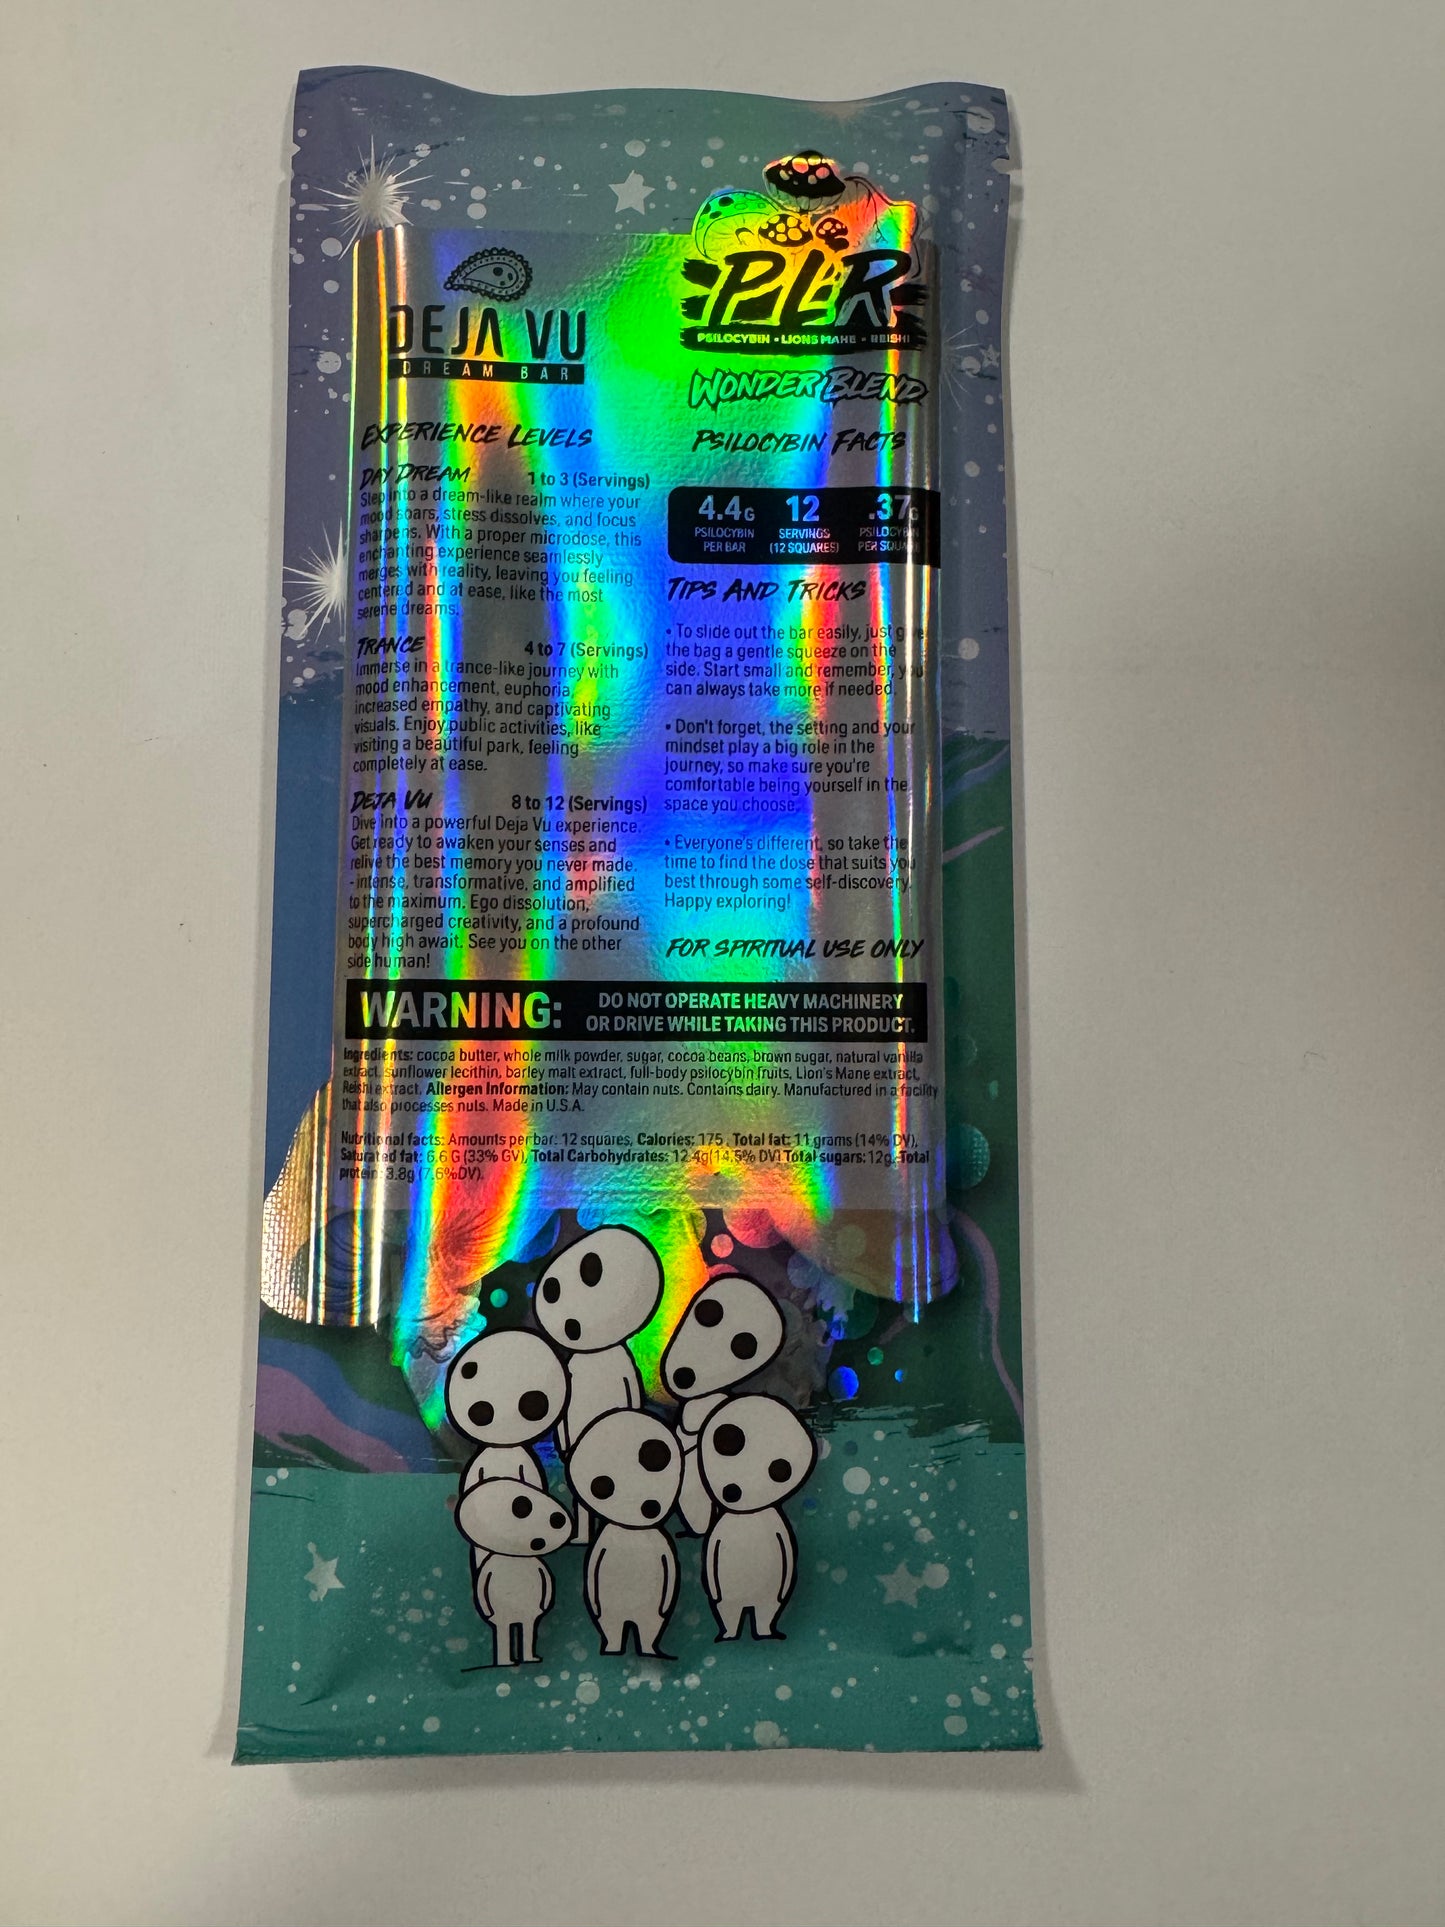 DEJA VU
DREAM BAR
EXPERIENCE LEVELS
DAY DREAM 1 to 3 (Servings)
Step into a dream-like realm where your
mood soars, stress dissolves, and focus
sharpens. With a proper microdose, this
enchanting experience seamlessly
merges with reality, leaving you feeling
centered and at ease, like the most
serene dreams.
TRANCE 4 to 7 (Servings)
Immerse in a trance-like journey with
mood enhancement, euphoria,
increased empathy, and captivating
visuals. Enjoy public activities, like
visiting a beautiful park, feeling
completely at ease.
DEJA VU 8 to 12 (Servings)
Dive into a powerful Deja Vu experience.
Get ready to awaken your senses and
relive the best memory you never made.
- intense, transformative, and amplified
to the maximum. Ego dissolution,
supercharged creativity, and a profound
body high await. See you on the other
side human!
PLR
PSILOCYBIN • LIONS MANE • REISHI
WONDER BLEND
PSILOCYBIN FACTS
4.4G 12 .37G
PSILOCYBIN SERVINGS PSILOCYBIN
PER BAR (12 SQUARES) PER SQUARE
TIPS AND TRICKS
• To slide out the bar easily, just give
the bag a gentle squeeze on the
side. Start small and remember, you
can always take more if needed.
• Don't forget, the setting and your
mindset play a big role in the
journey, so make sure you're
comfortable being yourself in the
space you choose.
• Everyone's different, so take the
time to find the dose that suits you
best through some self-discovery.
Happy exploring!
FOR SPIRITUAL USE ONLY
WARNING: DO NOT OPERATE HEAVY MACHINERY
OR DRIVE WHILE TAKING THIS PRODUCT.
Ingredients: cocoa butter, whole milk powder, sugar, cocoa beans, brown sugar, natural vanilla
extract, sunflower lecithin, barley malt extract, full-body psilocybin fruits, Lion's Mane extract,
Reishi extract. Allergen Information: May contain nuts. Contains dairy. Manufactured in a facility
that also processes nuts. Made in U.S.A.
Nutritional facts: Amounts per bar: 12 squares, Calories: 175, Total fat: 11 grams (14% DV),
Saturated fat: 6.6 G (33% GV), Total Carbohydrates: 12.4g(14.5% DV) Total sugars: 12g, Total
protein: 3.8g (7.6%DV).